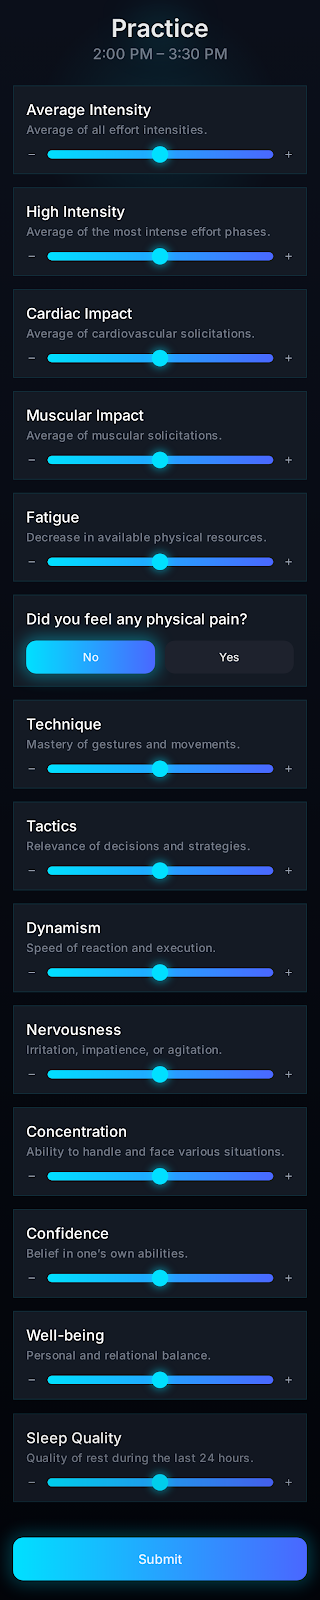 Practice
2:00 PM – 3:30 PM
Average Intensity
Average of all effort intensities.
− +
High Intensity
Average of the most intense effort phases.
− +
Cardiac Impact
Average of cardiovascular solicitations.
− +
Muscular Impact
Average of muscular solicitations.
− +
Fatigue
Decrease in available physical resources.
− +
Did you feel any physical pain?
No Yes
Technique
Mastery of gestures and movements.
− +
Tactics
Relevance of decisions and strategies.
− +
Dynamism
Speed of reaction and execution.
− +
Nervousness
Irritation, impatience, or agitation.
− +
Concentration
Ability to handle and face various situations.
− +
Confidence
Belief in one's own abilities.
− +
Well-being
Personal and relational balance.
− +
Sleep Quality
Quality of rest during the last 24 hours.
− +
Submit